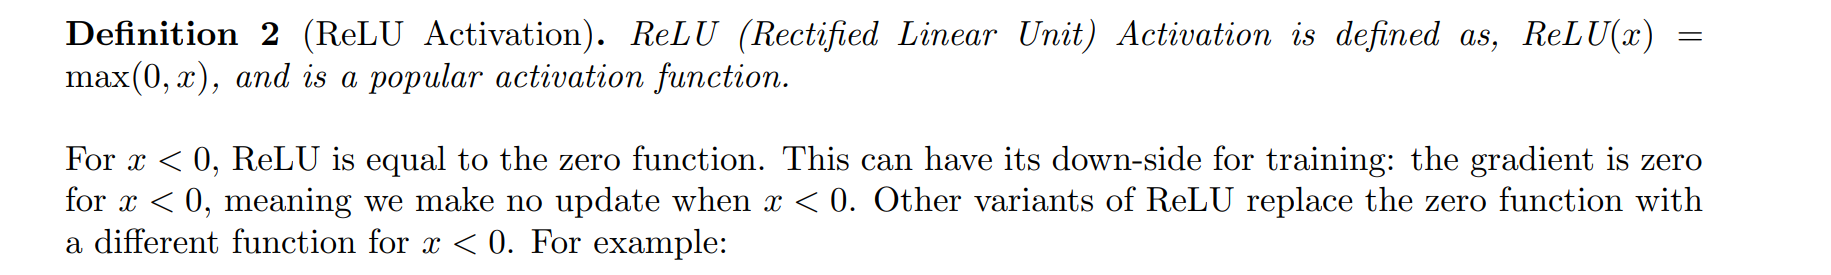 Definition 2 (ReLU Activation). ReLU (Rectified Linear Unit) Activation is defined as, ReLU(x) =
max(0, x), and is a popular activation function.
For x < 0, ReLU is equal to the zero function. This can have its down-side for training: the gradient is zero
for x < 0, meaning we make no update when x < 0. Other variants of ReLU replace the zero function with
a different function for x < 0. For example: